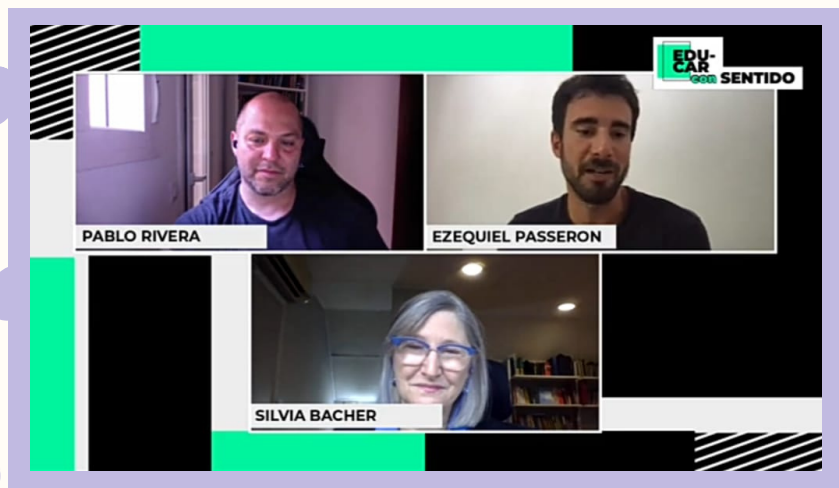 EDU-
CAR
con SENTIDO
PABLO RIVERA
EZEQUIEL PASSERON
SILVIA BACHER